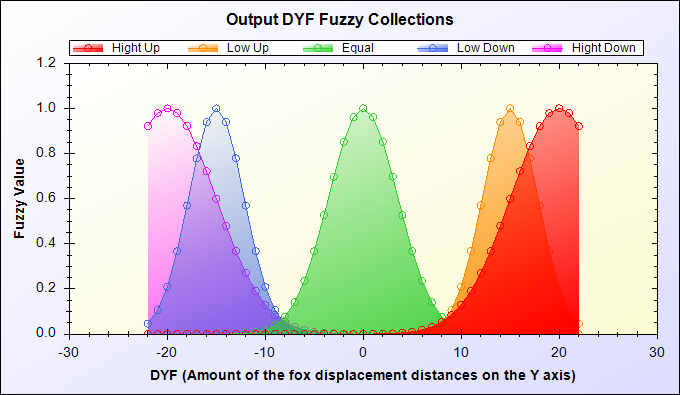 Output DYF Fuzzy Collections
Hight Up Low Up Equal Low Down Hight Down
1.2
1.0
0.8
0.6
0.4
0.2
0.0
Fuzzy Value
-30 -20 -10 0 10 20 30
DYF (Amount of the fox displacement distances on the Y axis)